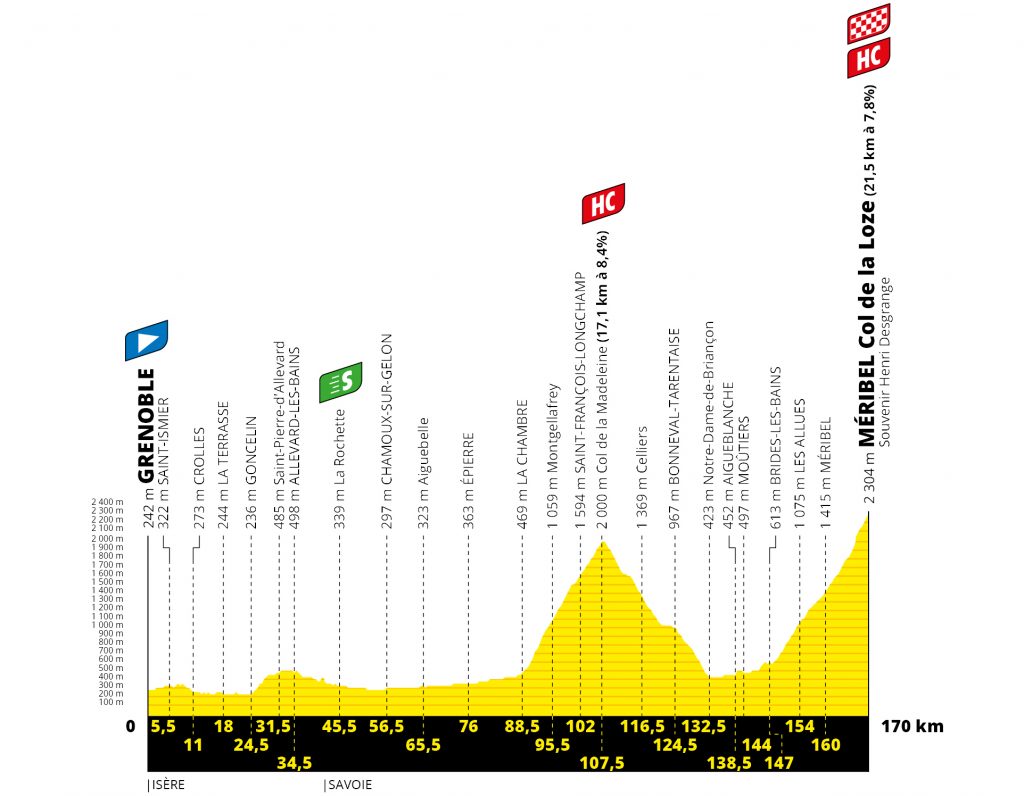 HC
MÉRIBEL Col de la Loze (21,5 km à 7,8%)
Souvenir Henri Desgrange
HC
S
242 m GRENOBLE
322 m SAINT-ISMIER
273 m CROLLES
244 m LA TERRASSE
236 m GONCELIN
485 m Saint-Pierre-d'Allevard
498 m ALLEVARD-LES-BAINS
339 m La Rochette
297 m CHAMOUX-SUR-GELON
323 m Aiguebelle
363 m ÉPIERRE
469 m LA CHAMBRE
1 059 m Montgellafrey
1 594 m SAINT-FRANÇOIS-LONGCHAMP
2 000 m Col de la Madeleine (17,1 km à 8,4%)
1 369 m Celliers
967 m BONNEVAL-TARENTAISE
423 m Notre-Dame-de-Briançon
452 m AIGUEBLANCHE
497 m MOÛTIERS
613 m BRIDES-LES-BAINS
1 075 m LES ALLUES
1 415 m MÉRIBEL
2 304 m
2 400 m
2 300 m
2 200 m
2 100 m
2 000 m
1 900 m
1 800 m
1 700 m
1 600 m
1 500 m
1 400 m
1 300 m
1 200 m
1 100 m
1 000 m
900 m
800 m
700 m
600 m
500 m
400 m
300 m
200 m
100 m
0 5,5 18 31,5 45,5 56,5 76 88,5 102 116,5 132,5 154 170 km
11 24,5 65,5 95,5 124,5 144 160
34,5 107,5 138,5 147
|ISÈRE |SAVOIE